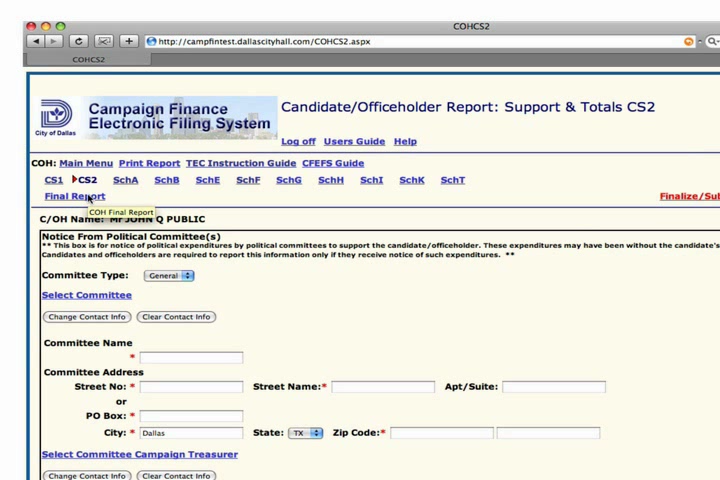 COHCS2
http://campfintest.dallascityhall.com/COHCS2.aspx
COHCS2
City of Dallas
Campaign Finance
Electronic Filing System
Candidate/Officeholder Report: Support & Totals CS2
Log off Users Guide Help
COH: Main Menu Print Report TEC Instruction Guide CFEFS Guide
CS1 CS2 SchA SchB SchE SchF SchG SchH SchI SchK SchT
Final Report Finalize/Su
COH Final Report
C/OH Name: Mr JOHN Q PUBLIC
Notice From Political Committee(s)
** This box is for notice of political expenditures by political committees to support the candidate/officeholder. These expenditures may have been without the candidate's
Candidates and officeholders are required to report this information only if they receive notice of such expenditures. **
Committee Type: General
Select Committee
Change Contact Info Clear Contact Info
Committee Name
*
Committee Address
Street No: * Street Name:* Apt/Suite:
or
PO Box: *
City: * Dallas State: TX Zip Code:*
Select Committee Campaign Treasurer
Change Contact Info Clear Contact Info